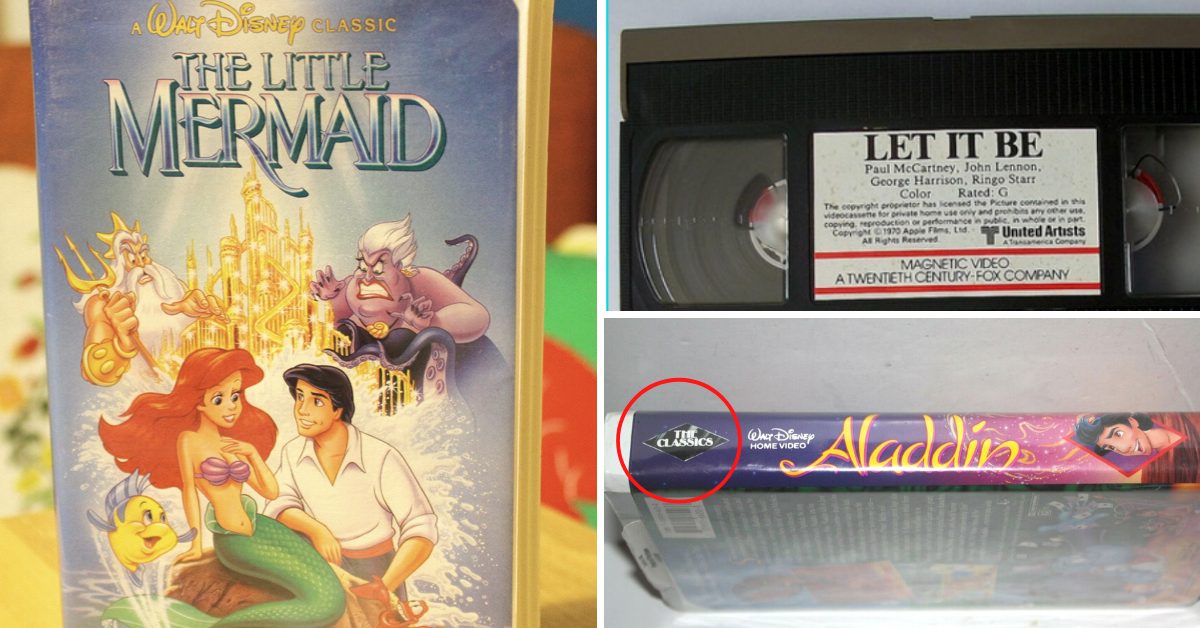 A WALT DISNEY CLASSIC
THE LITTLE
MERMAID
LET IT BE
Paul McCartney, John Lennon,
George Harrison, Ringo Starr
Color Rated: G
The copyright proprietor has licensed the Picture contained in this
videocassette for private home use only and prohibits any other use,
copying, reproduction or performance in public, in whole or in part.
Copyright ©1970 Apple Films, Ltd.
All Rights Reserved.
United Artists
A Transamerica Company
MAGNETIC VIDEO
A TWENTIETH CENTURY-FOX COMPANY
THE
CLASSICS
WALT DISNEY
HOME VIDEO
Aladdin